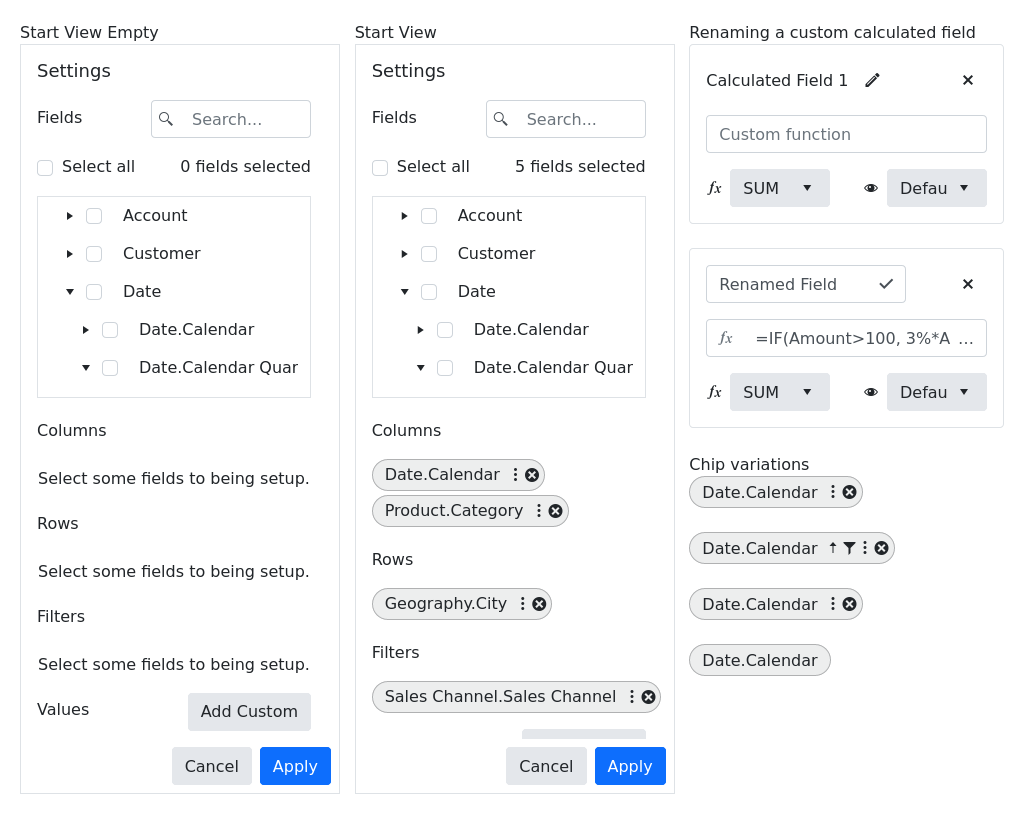 Start View Empty
Settings
Fields
Search...
Select all
0 fields selected
Account
Customer
Date
Date.Calendar
Date.Calendar Quar
Columns
Select some fields to being setup.
Rows
Select some fields to being setup.
Filters
Select some fields to being setup.
Values
Add Custom
Cancel
Apply
Start View
Settings
Fields
Search...
Select all
5 fields selected
Account
Customer
Date
Date.Calendar
Date.Calendar Quar
Columns
Date.Calendar
Product.Category
Rows
Geography.City
Filters
Sales Channel.Sales Channel
Cancel
Apply
Renaming a custom calculated field
Calculated Field 1
Custom function
fx
SUM
Defau
Renamed Field
fx
=IF(Amount>100, 3%*A ...
fx
SUM
Defau
Chip variations
Date.Calendar
Date.Calendar
Date.Calendar
Date.Calendar